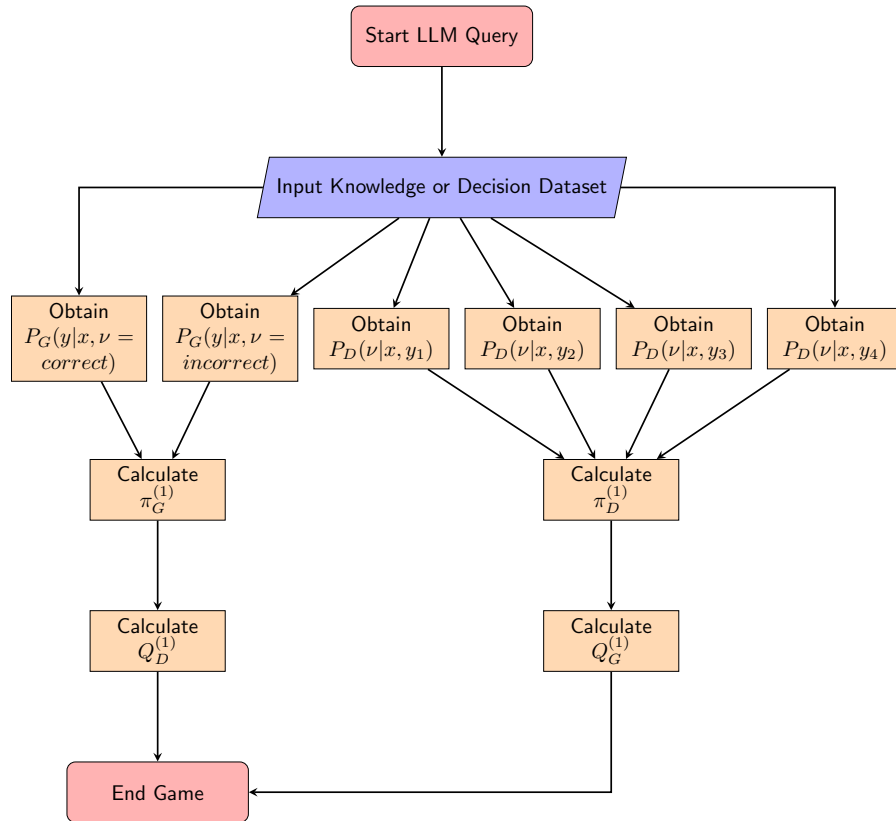 Start LLM Query
Input Knowledge or Decision Dataset
Obtain
P_G(y|x, ν =
correct)
Obtain
P_G(y|x, ν =
incorrect)
Obtain
P_D(ν|x, y_1)
Obtain
P_D(ν|x, y_2)
Obtain
P_D(ν|x, y_3)
Obtain
P_D(ν|x, y_4)
Calculate
π_G^{(1)}
Calculate
π_D^{(1)}
Calculate
Q_D^{(1)}
Calculate
Q_G^{(1)}
End Game